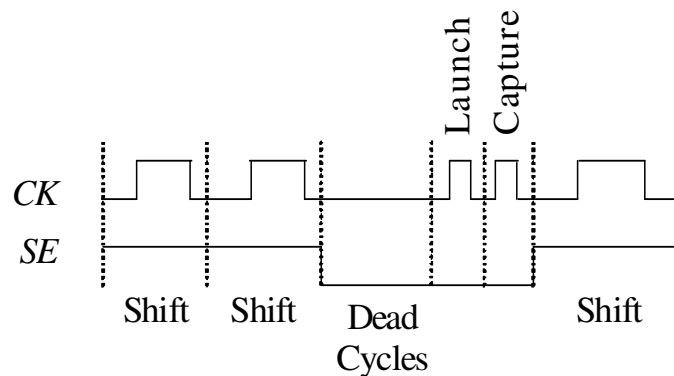 Launch
Capture
CK
SE
Shift
Shift
Dead
Cycles
Shift